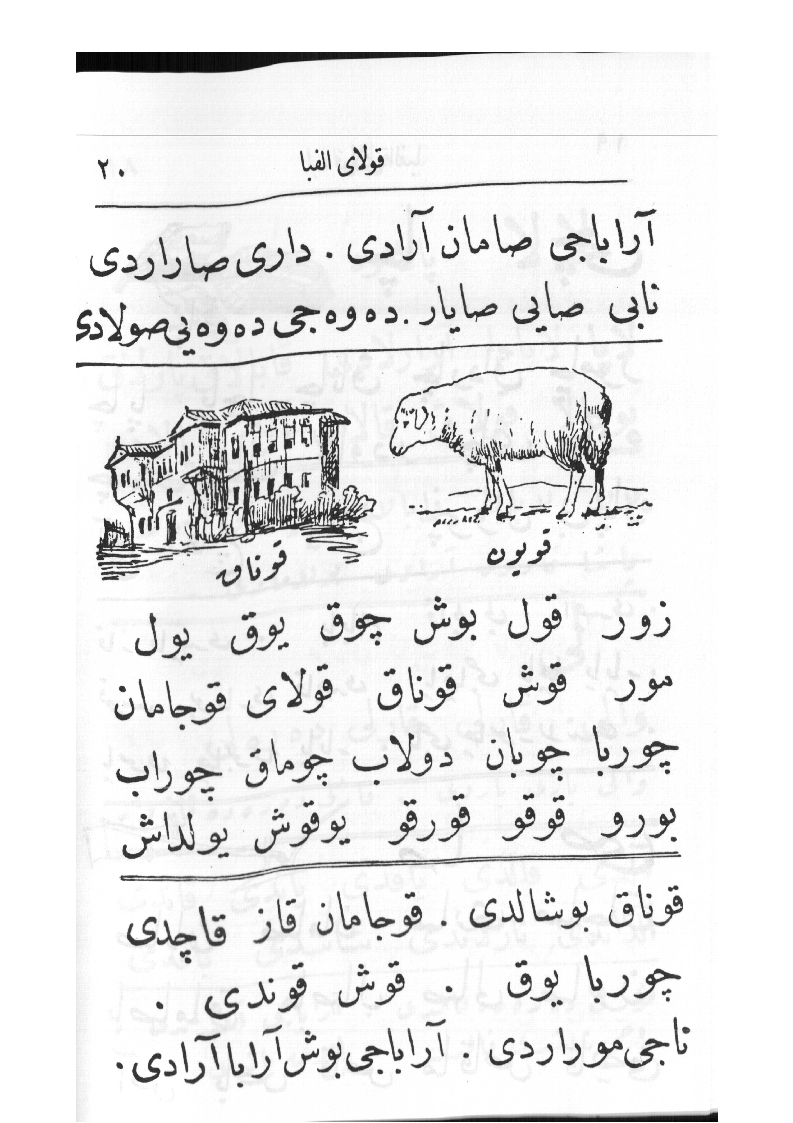 قولای الفبا ٢٠
آراباجی صامان آرادی . داری صاراردی
نابی صایی صایار . ده‌وه‌جی ده‌وه‌یی صولادی
قویون
قوناق
زور قول بوش چوق یوق یول
مور قوش قوناق قولای قوجامان
چوربا چوبان دولاب چوماق چوراب
بورو قوقو قورقو یوقوش یولداش
قوناق بوشالدی . قوجامان قاز قاچدی
چوربا یوق . قوش قوندی .
ناجی موراردی . آراباجی بوش آرابا آرادی .